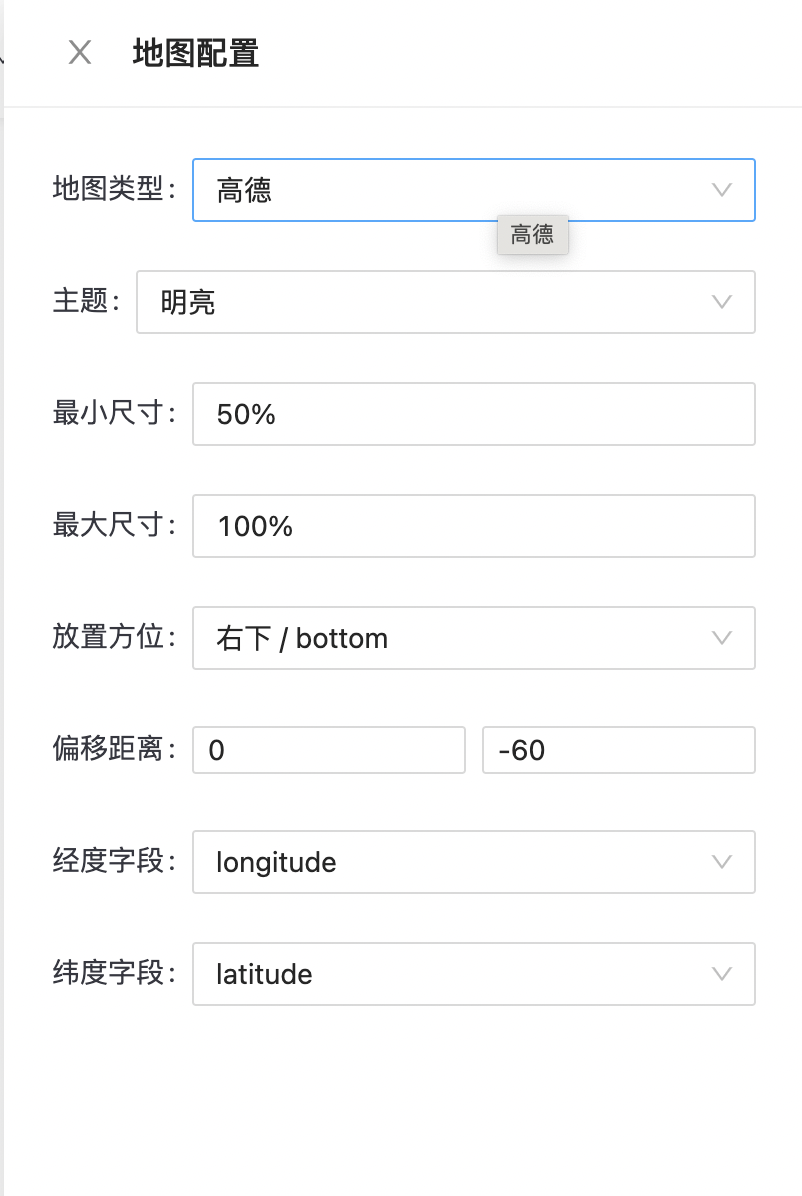 地图配置
地图类型: 高德
高德
主题: 明亮
最小尺寸: 50%
最大尺寸: 100%
放置方位: 右下 / bottom
偏移距离: 0 -60
经度字段: longitude
纬度字段: latitude